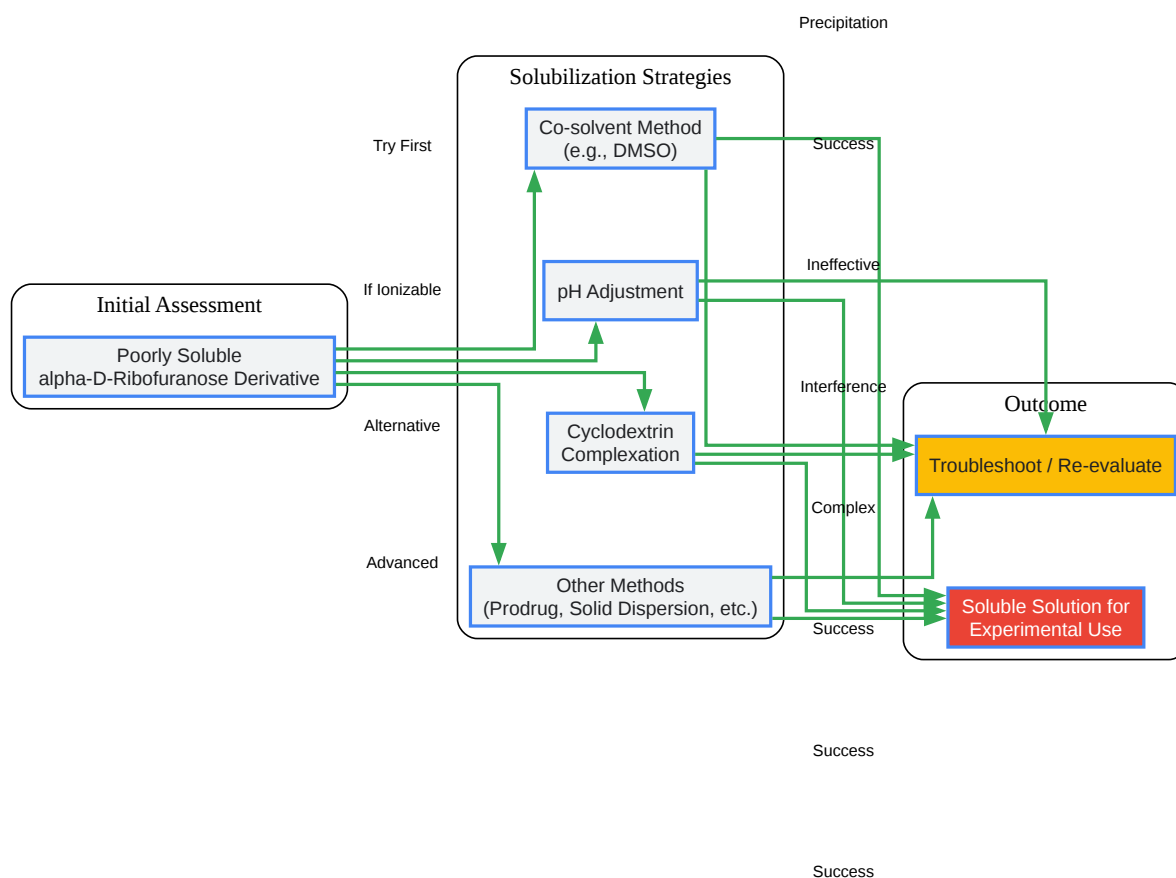 Precipitation
Solubilization Strategies
Co-solvent Method
(e.g., DMSO)
Try First
Success
Ineffective
If Ionizable
pH Adjustment
Initial Assessment
Poorly Soluble
alpha-D-Ribofuranose Derivative
Interference
Outcome
Alternative
Cyclodextrin
Complexation
Troubleshoot / Re-evaluate
Complex
Advanced
Other Methods
(Prodrug, Solid Dispersion, etc.)
Soluble Solution for
Experimental Use
Success
Success
Success